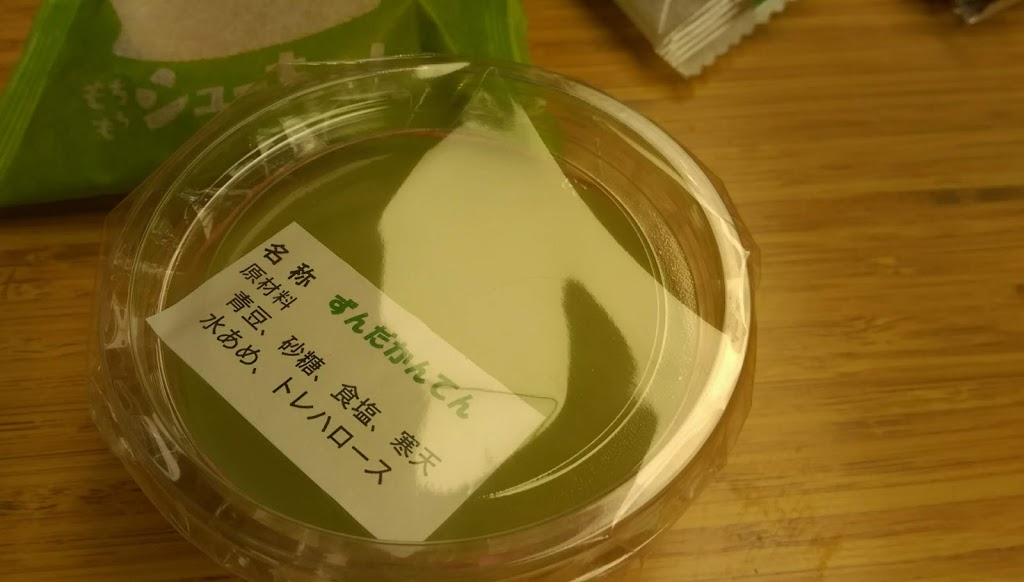 名称 ずんだかんてん
原材料
青豆、砂糖、食塩、寒天、
水あめ、トレハロース